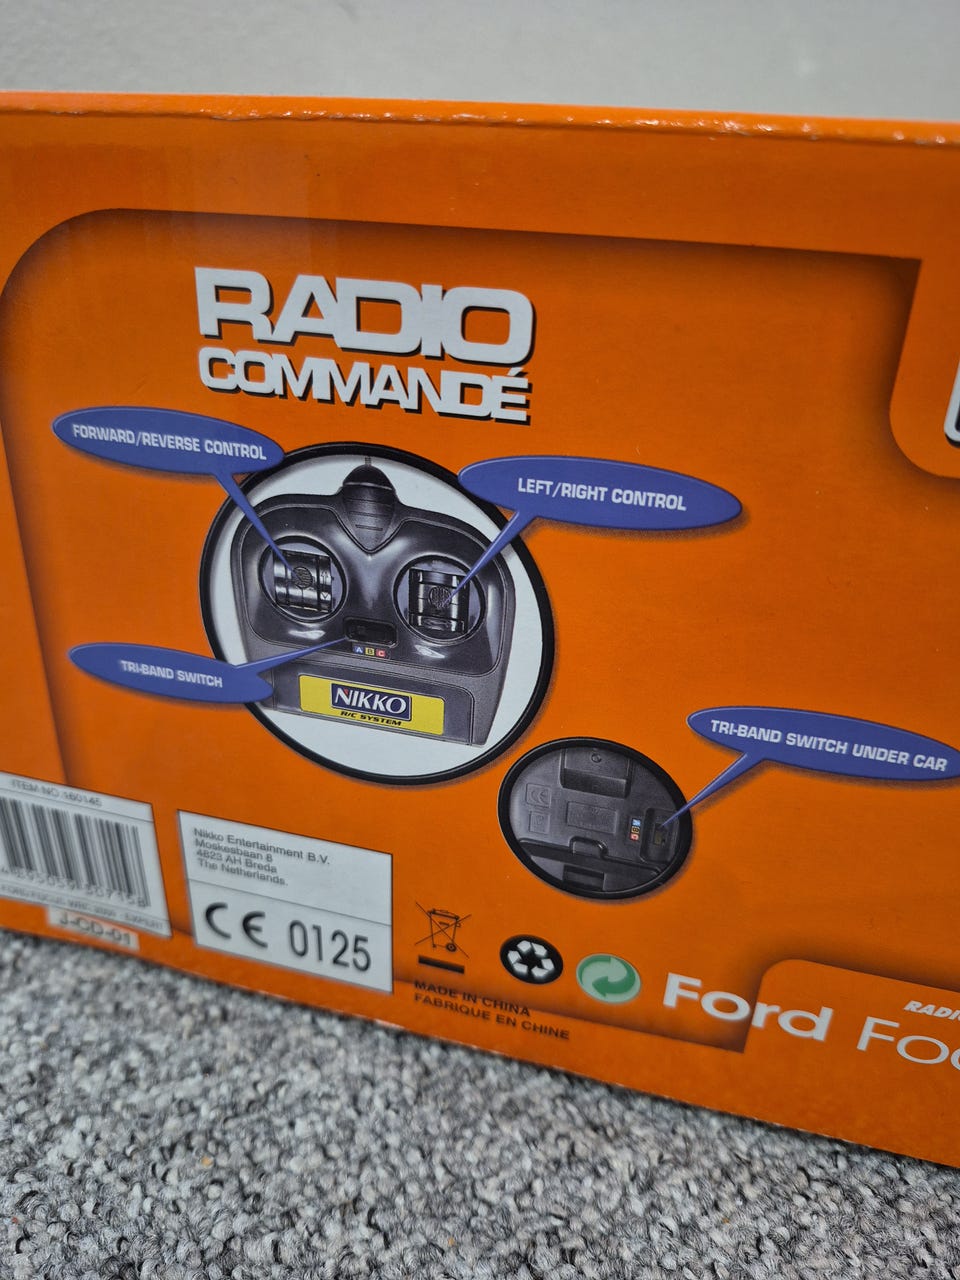 RADIO
COMMANDÉ
FORWARD/REVERSE CONTROL
LEFT/RIGHT CONTROL
TRI-BAND SWITCH
A B C
NIKKO
R/C SYSTEM
TRI-BAND SWITCH UNDER CAR
ITEM NO. 160145
Nikko Entertainment B.V.
Moskesbaan 8
4823 AH Breda
The Netherlands.
J-CD-01
CE 0125
MADE IN CHINA
FABRIQUE EN CHINE
RADI
Ford Foc